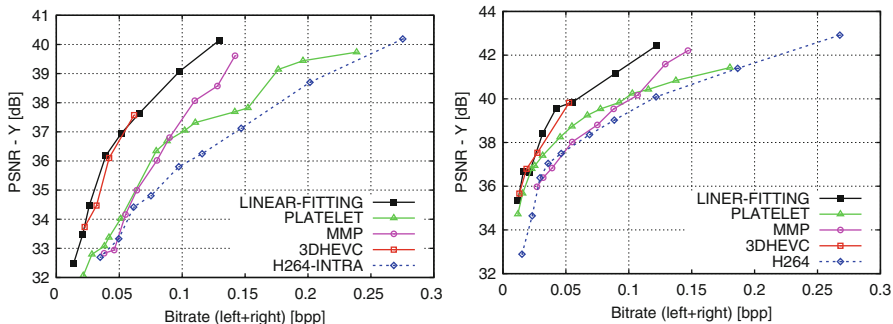 41
40
39
38
37
36
35
34
33
32
PSNR - Y [dB]
0
0.05
0.1
0.15
0.2
0.25
0.3
Bitrate (left+right) [bpp]
LINEAR-FITTING
PLATELET
MMP
3DHEVC
H264-INTRA
44
42
40
38
36
34
32
PSNR - Y [dB]
0
0.05
0.1
0.15
0.2
0.25
0.3
Bitrate (left+right) [bpp]
LINER-FITTING
PLATELET
MMP
3DHEVC
H264